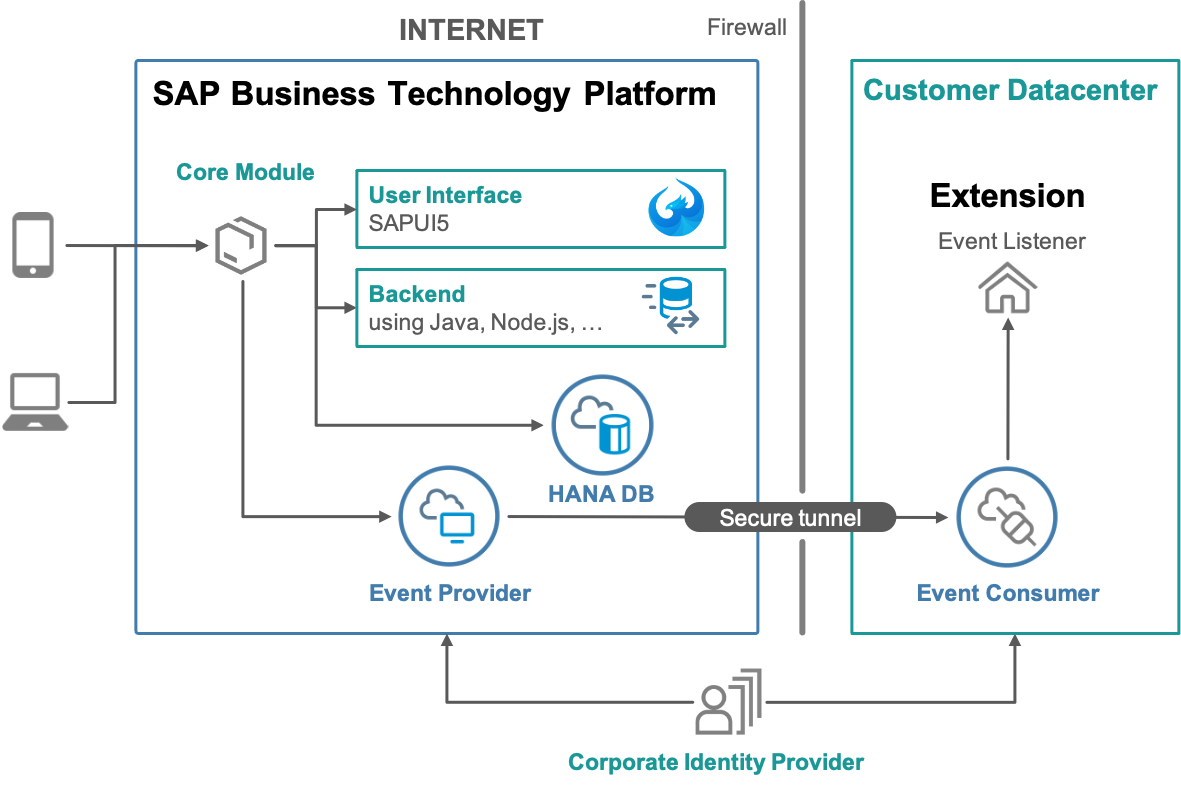 INTERNET
Firewall
SAP Business Technology Platform
Customer Datacenter
Core Module
User Interface
SAPUI5
Extension
Event Listener
Backend
using Java, Node.js, …
HANA DB
Secure tunnel
Event Provider
Event Consumer
Corporate Identity Provider